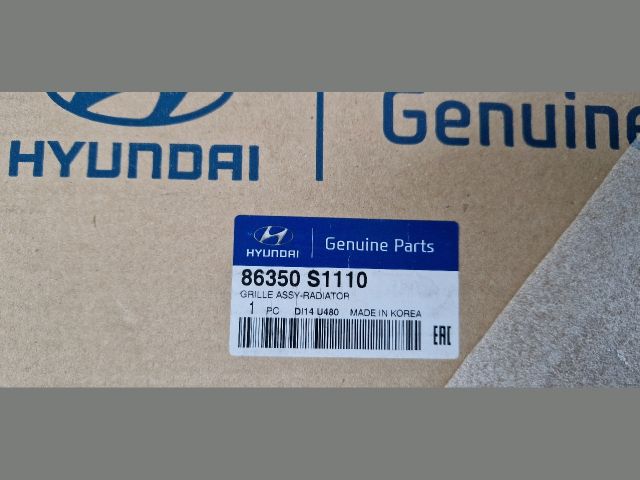 HYUNDAI
Genuine
HYUNDAI
Genuine Parts
86350 S1110
GRILLE ASSY-RADIATOR
1 PC DI14 U480 MADE IN KOREA
EAC